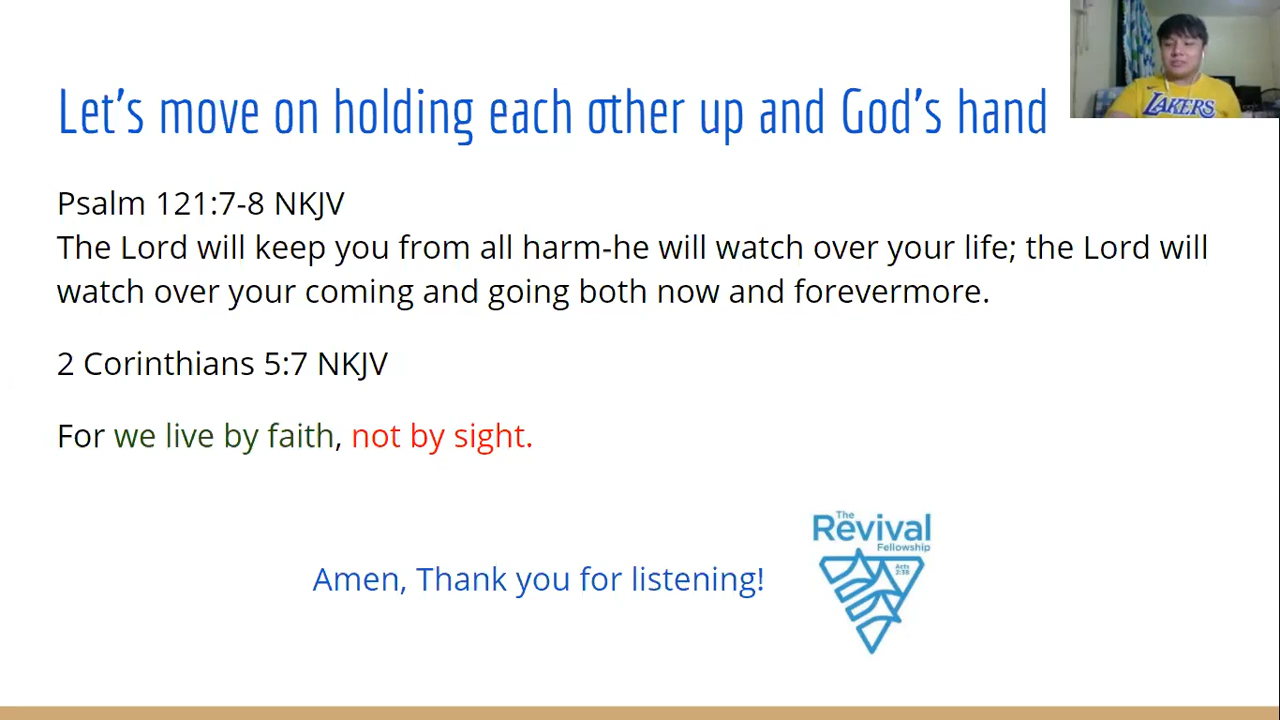 Let's move on holding each other up and God's hand
LAKERS
Psalm 121:7-8 NKJV
The Lord will keep you from all harm-he will watch over your life; the Lord will
watch over your coming and going both now and forevermore.
2 Corinthians 5:7 NKJV
For we live by faith, not by sight.
Amen, Thank you for listening!
The
Revival
Fellowship
Acts
2:38